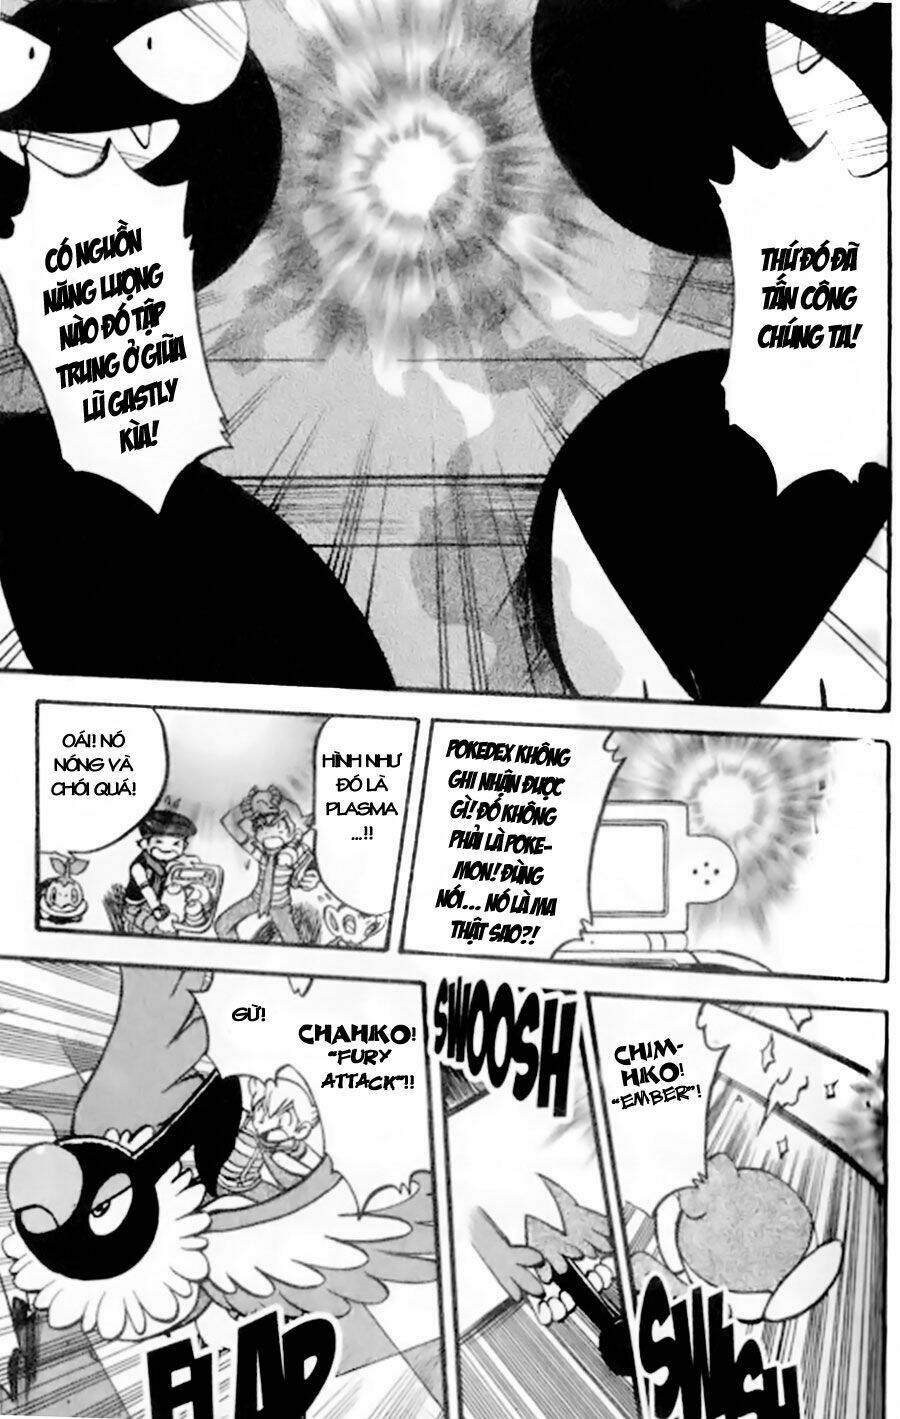 THỨ ĐÓ ĐÃ
TẤN CÔNG
CHÚNG TA!
CÓ NGUỒN
NĂNG LƯỢNG
NÀO ĐÓ TẬP
TRUNG Ở GIỮA
LŨ GASTLY
KÌA!
POKEDEX KHÔNG
GHI NHẬN ĐƯỢC
GÌ! ĐÓ KHÔNG
PHẢI LÀ POKE-
MON! ĐỪNG
NÓI... NÓ LÀ MA
THẬT SAO?!
HÌNH NHƯ
ĐÓ LÀ
PLASMA
...!!
OÁI! NÓ
NÓNG VÀ
CHÓI QUÁ!
CHIM-
HIKO!
"EMBER"!
SWISH
SWOOSH
CHAHIKO!
"FURY
ATTACK"!!
GỪ!
FLAP